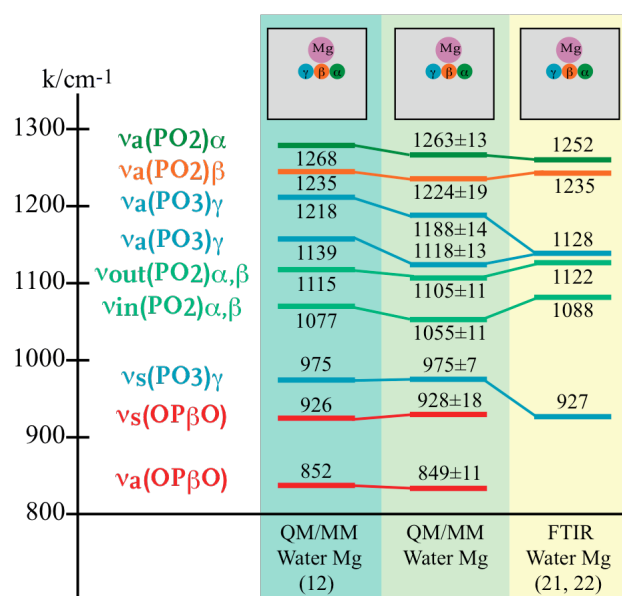 Mg
γ β α
Mg
γ β α
Mg
γ β α
k/cm-1
1300
1200
1100
1000
900
800
νa(PO2)α
νa(PO2)β
νa(PO3)γ
νa(PO3)γ
νout(PO2)α,β
νin(PO2)α,β
νs(PO3)γ
νs(OPβO)
νa(OPβO)
1268
1235
1218
1139
1115
1077
975
926
852
1263±13
1224±19
1188±14
1118±13
1105±11
1055±11
975±7
928±18
849±11
1252
1235
1128
1122
1088
927
QM/MM
Water Mg
(12)
QM/MM
Water Mg
FTIR
Water Mg
(21, 22)